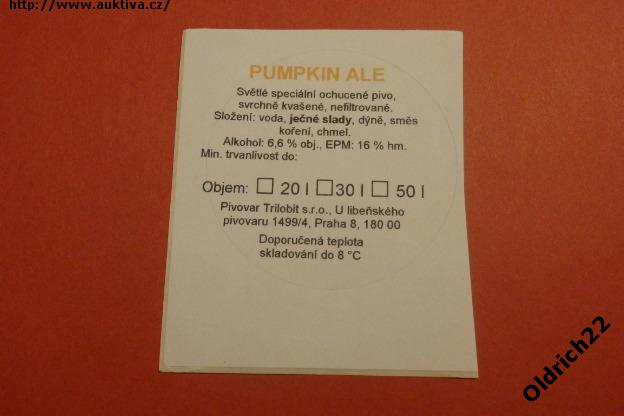 http://www.auktiva.cz/
PUMPKIN ALE
Světlé speciální ochucené pivo,
svrchně kvašené, nefiltrované.
Složení: voda, ječné slady, dýně, směs
koření, chmel.
Alkohol: 6,6 % obj., EPM: 16 % hm.
Min. trvanlivost do:
Objem: ☐ 20 l ☐ 30 l ☐ 50 l
Pivovar Trilobit s.r.o., U libeňského
pivovaru 1499/4, Praha 8, 180 00
Doporučená teplota
skladování do 8 °C
Oldrich22